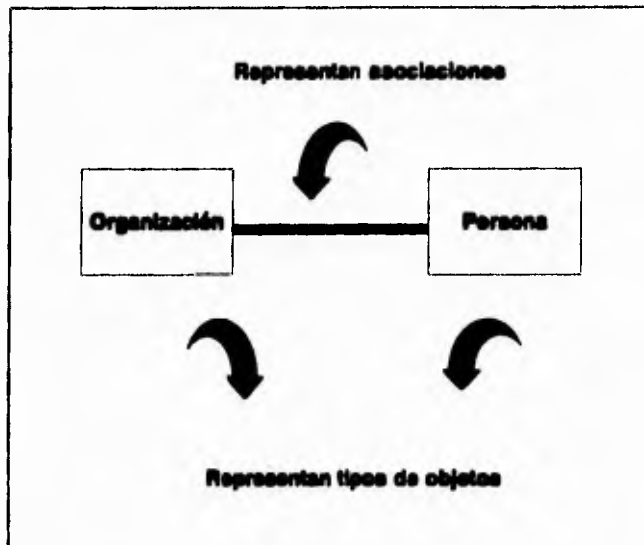 Representan asociaciones
Organización
Persona
Representan tipos de objetos